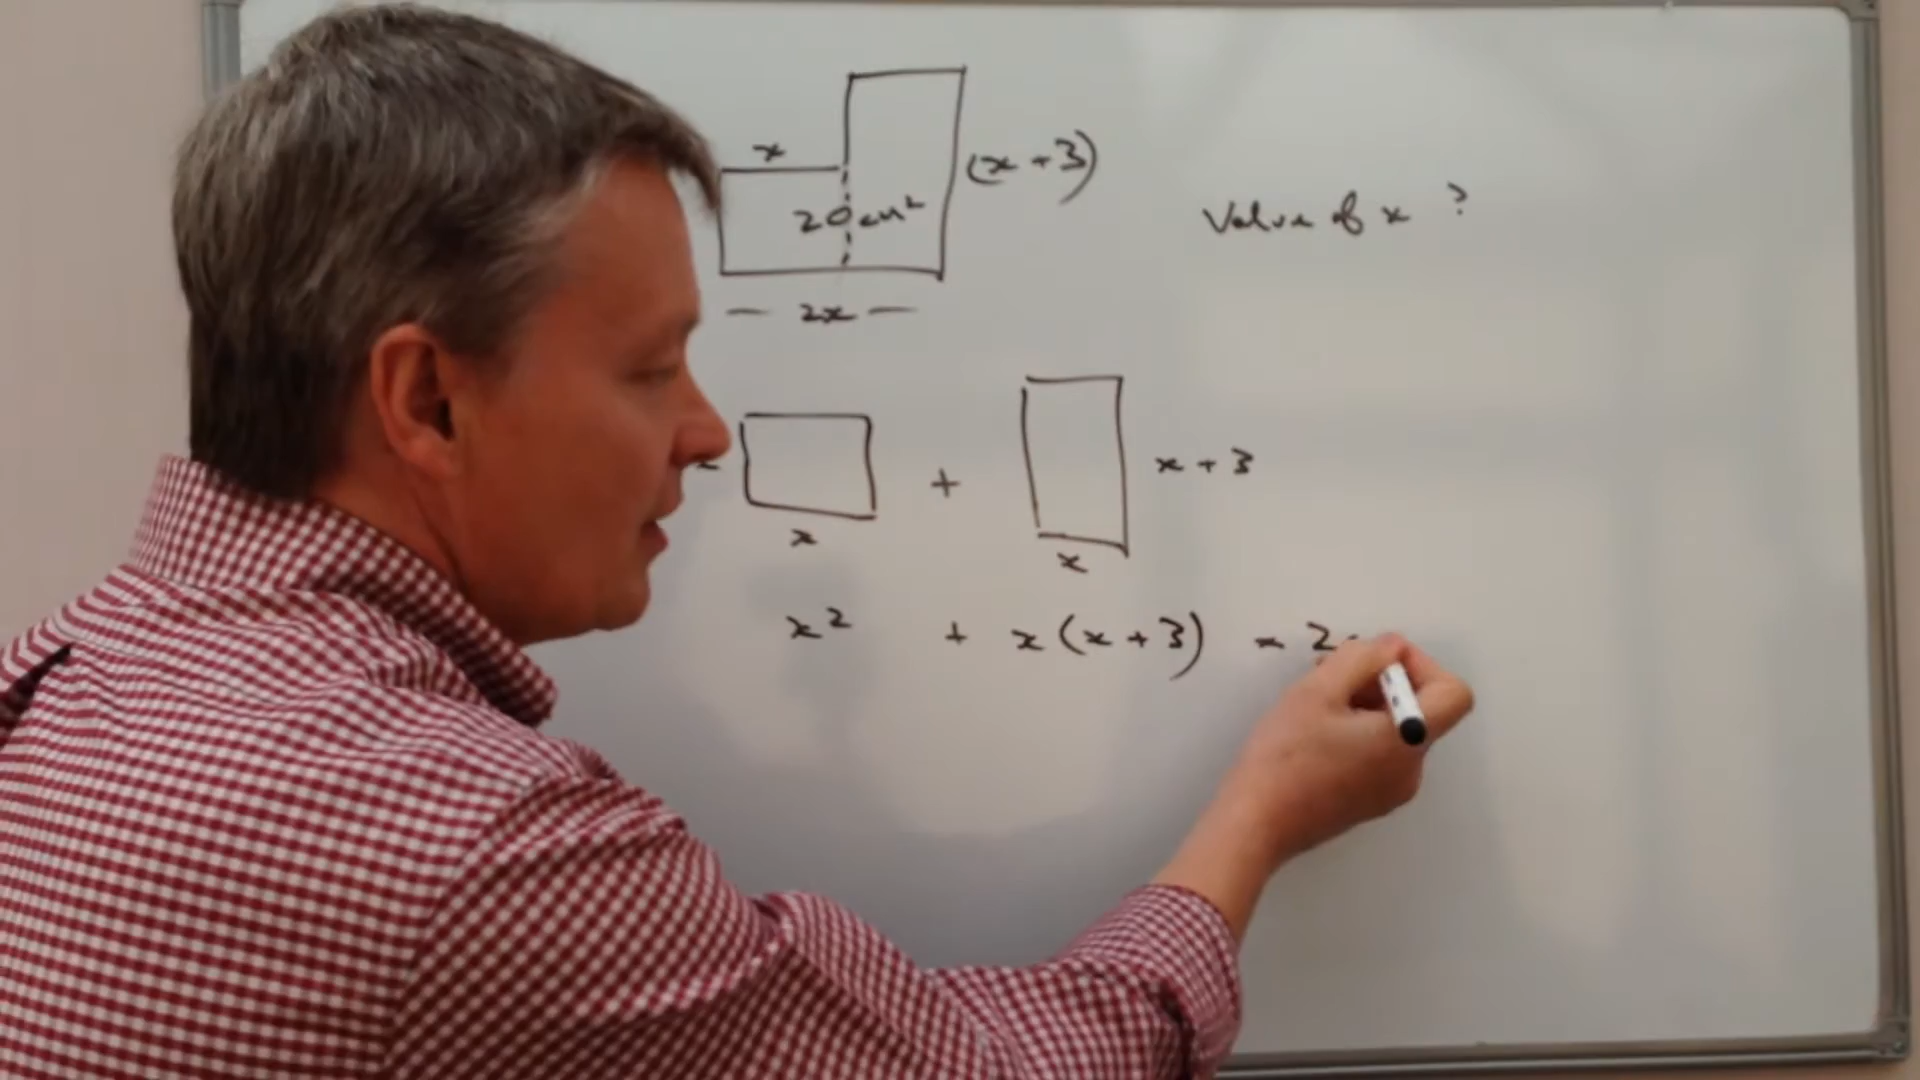 x
(x + 3)
20cm²
Value of x ?
2x
x
+
x + 3
x
x
x² + x(x + 3) = 2